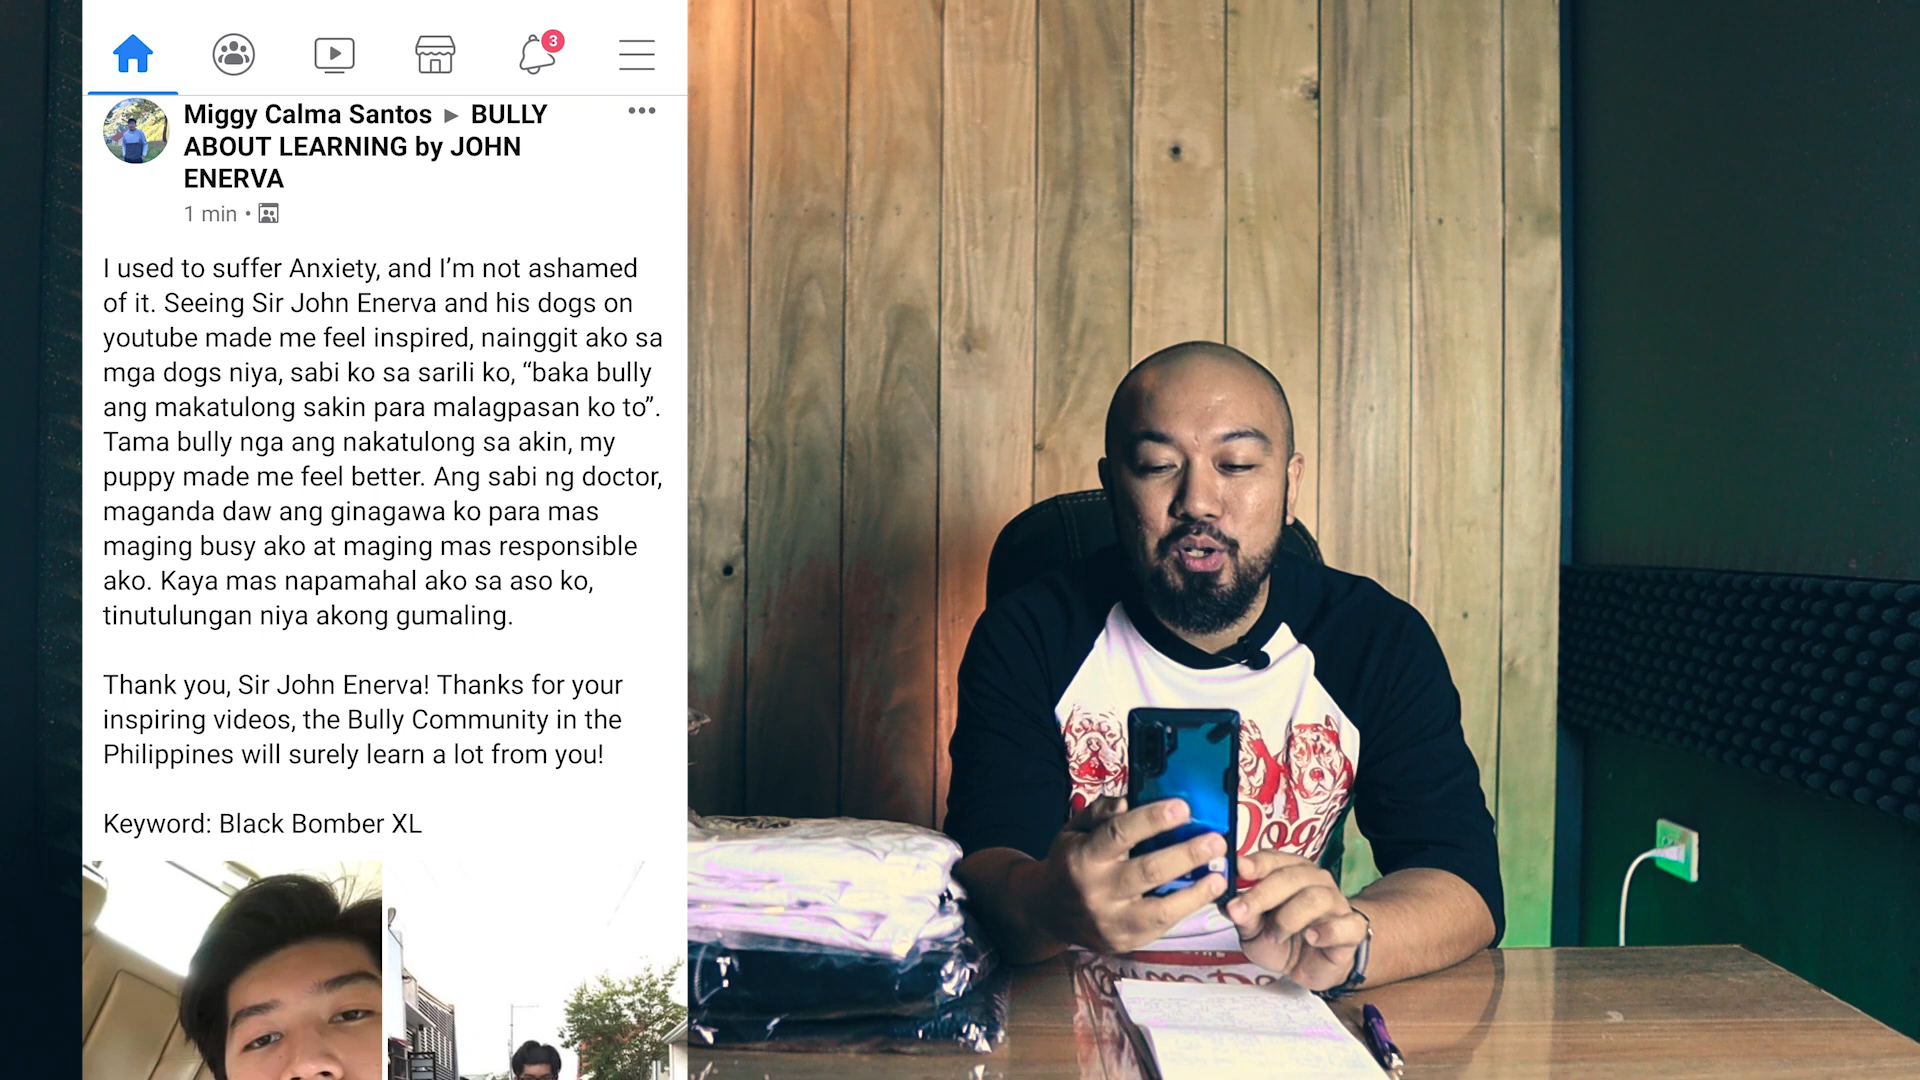 3
Miggy Calma Santos ▸ BULLY
ABOUT LEARNING by JOHN
ENERVA
1 min •
I used to suffer Anxiety, and I’m not ashamed
of it. Seeing Sir John Enerva and his dogs on
youtube made me feel inspired, nainggit ako sa
mga dogs niya, sabi ko sa sarili ko, “baka bully
ang makatulong sakin para malagpasan ko to”.
Tama bully nga ang nakatulong sa akin, my
puppy made me feel better. Ang sabi ng doctor,
maganda daw ang ginagawa ko para mas
maging busy ako at maging mas responsible
ako. Kaya mas napamahal ako sa aso ko,
tinutulungan niya akong gumaling.
Thank you, Sir John Enerva! Thanks for your
inspiring videos, the Bully Community in the
Philippines will surely learn a lot from you!
Keyword: Black Bomber XL